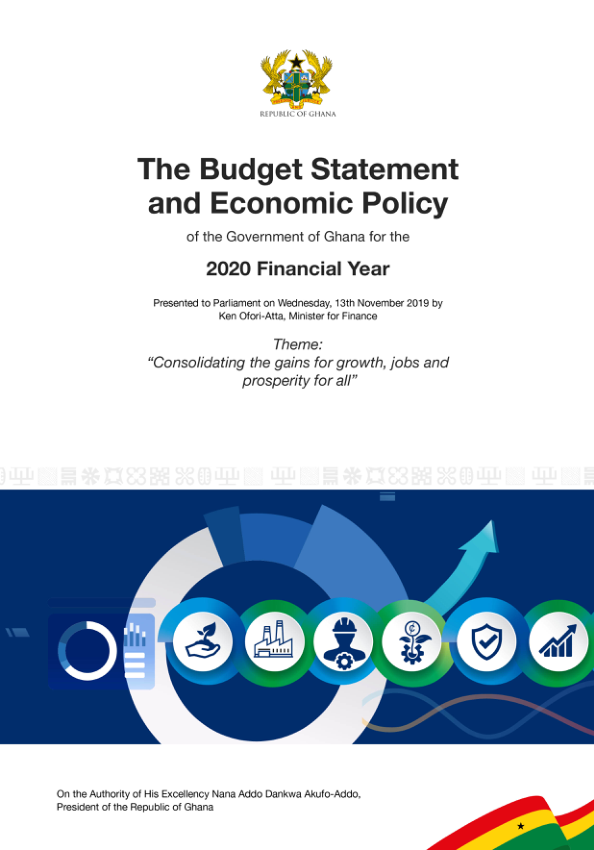 REPUBLIC OF GHANA
The Budget Statement
and Economic Policy
of the Government of Ghana for the
2020 Financial Year
Presented to Parliament on Wednesday, 13th November 2019 by
Ken Ofori-Atta, Minister for Finance
Theme:
“Consolidating the gains for growth, jobs and
prosperity for all”
On the Authority of His Excellency Nana Addo Dankwa Akufo-Addo,
President of the Republic of Ghana